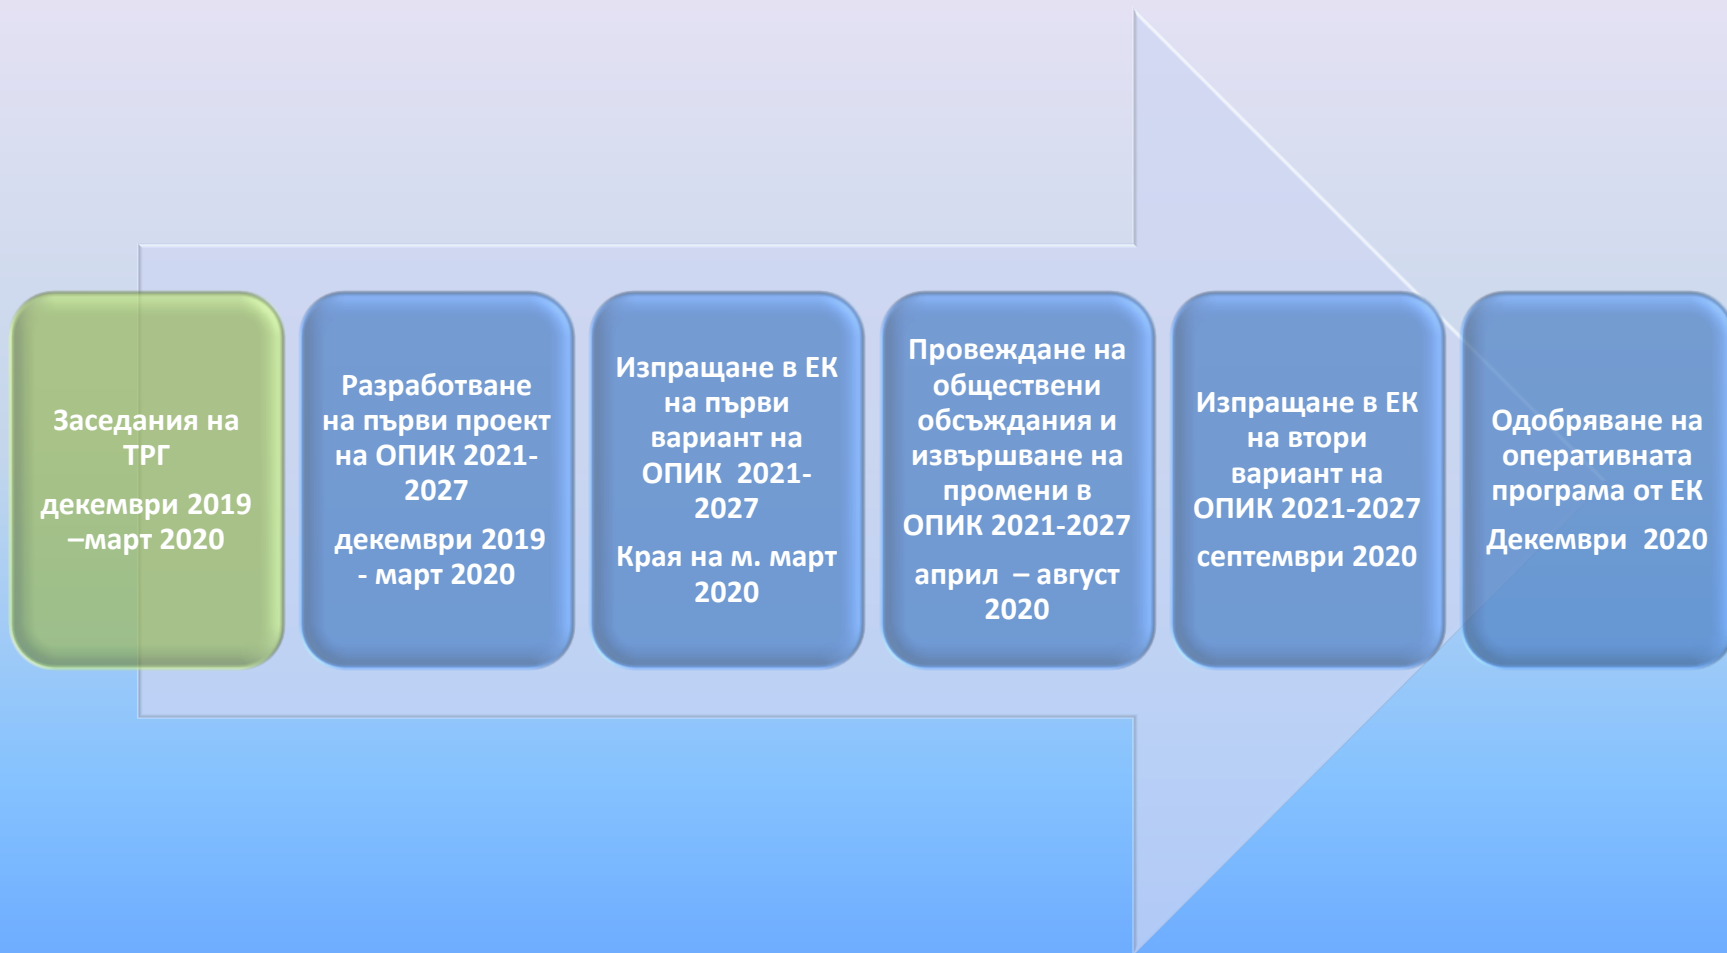 Заседания на
ТРГ
декември 2019
–март 2020
Разработване
на първи проект
на ОПИК 2021-
2027
декември 2019
- март 2020
Изпращане в ЕК
на първи
вариант на
ОПИК  2021-
2027
Края на м. март
2020
Провеждане на
обществени
обсъждания и
извършване на
промени в
ОПИК 2021-2027
април  – август
2020
Изпращане в ЕК
на втори
вариант на
ОПИК 2021-2027
септември 2020
Одобряване на
оперативната
програма от ЕК
Декември  2020